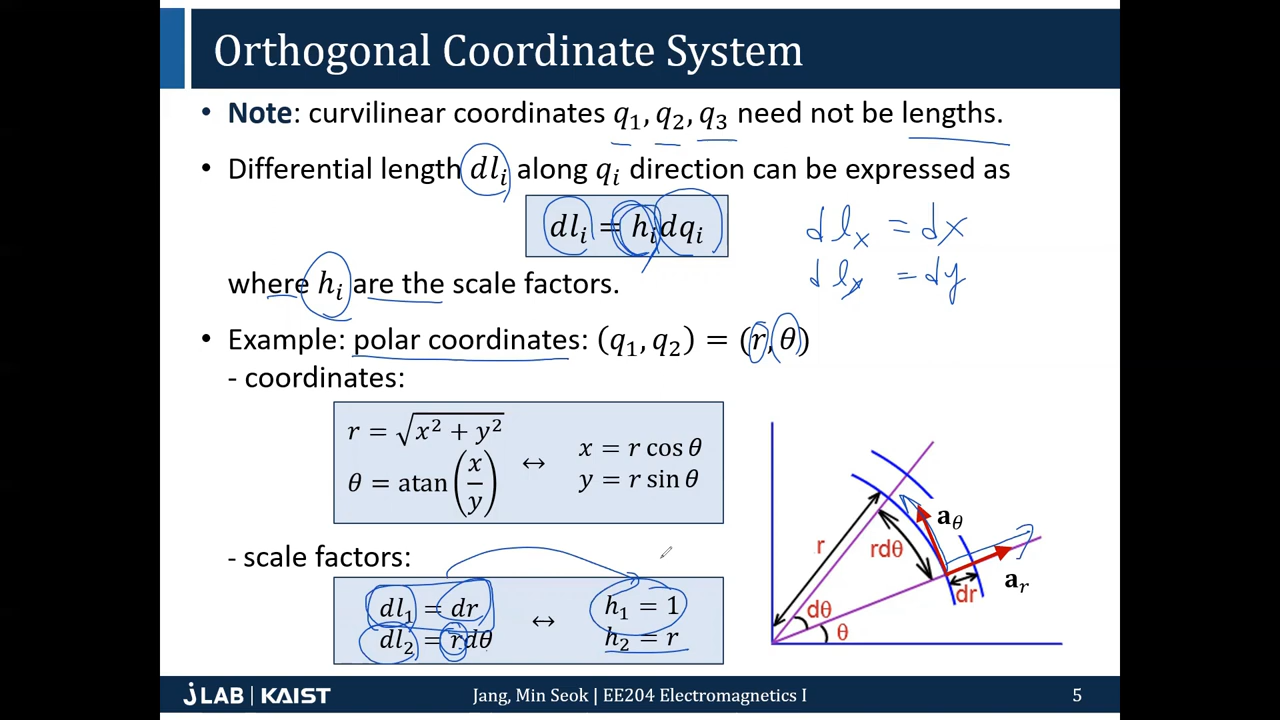 Orthogonal Coordinate System
• Note: curvilinear coordinates q₁, q₂, q₃ need not be lengths.
• Differential length dlᵢ along qᵢ direction can be expressed as
dlᵢ = hᵢdqᵢ
dlₓ = dx
where hᵢ are the scale factors.
dlᵧ = dy
• Example: polar coordinates: (q₁, q₂) = (r, θ)
- coordinates:
r = √(x² + y²)
θ = atan(x/y)
↔
x = r cos θ
y = r sin θ
- scale factors:
dl₁ = dr
dl₂ = rdθ
↔
h₁ = 1
h₂ = r
r
rdθ
a_θ
dr
a_r
dθ
θ
JLAB | KAIST
Jang, Min Seok | EE204 Electromagnetics I
5